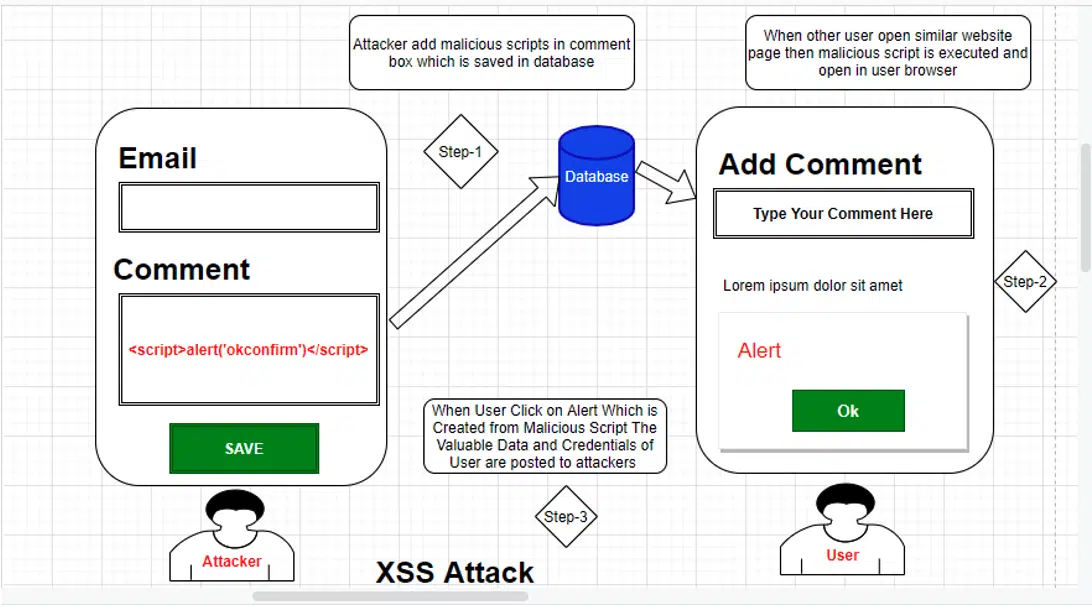 Attacker add malicious scripts in comment
box which is saved in database
When other user open similar website
page then malicious script is executed and
open in user browser
Step-1
Email
Comment
<script>alert('okconfirm')</script>
SAVE
Attacker
Database
Add Comment
Type Your Comment Here
Lorem ipsum dolor sit amet
Alert
Ok
Step-2
User
When User Click on Alert Which is
Created from Malicious Script The
Valuable Data and Credentials of
User are posted to attackers
Step-3
XSS Attack